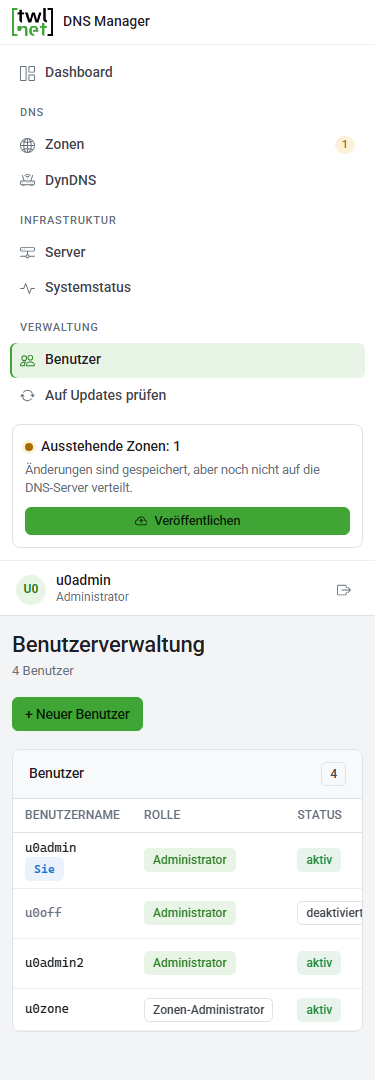 twl
net DNS Manager
Dashboard
DNS
Zonen 1
DynDNS
INFRASTRUKTUR
Server
Systemstatus
VERWALTUNG
Benutzer
Auf Updates prüfen
Ausstehende Zonen: 1
Änderungen sind gespeichert, aber noch nicht auf die
DNS-Server verteilt.
Veröffentlichen
U0 u0admin
Administrator
Benutzerverwaltung
4 Benutzer
+ Neuer Benutzer
Benutzer 4
BENUTZERNAME ROLLE STATUS
u0admin
Sie Administrator aktiv
u0off Administrator deaktiviert
u0admin2 Administrator aktiv
u0zone Zonen-Administrator aktiv